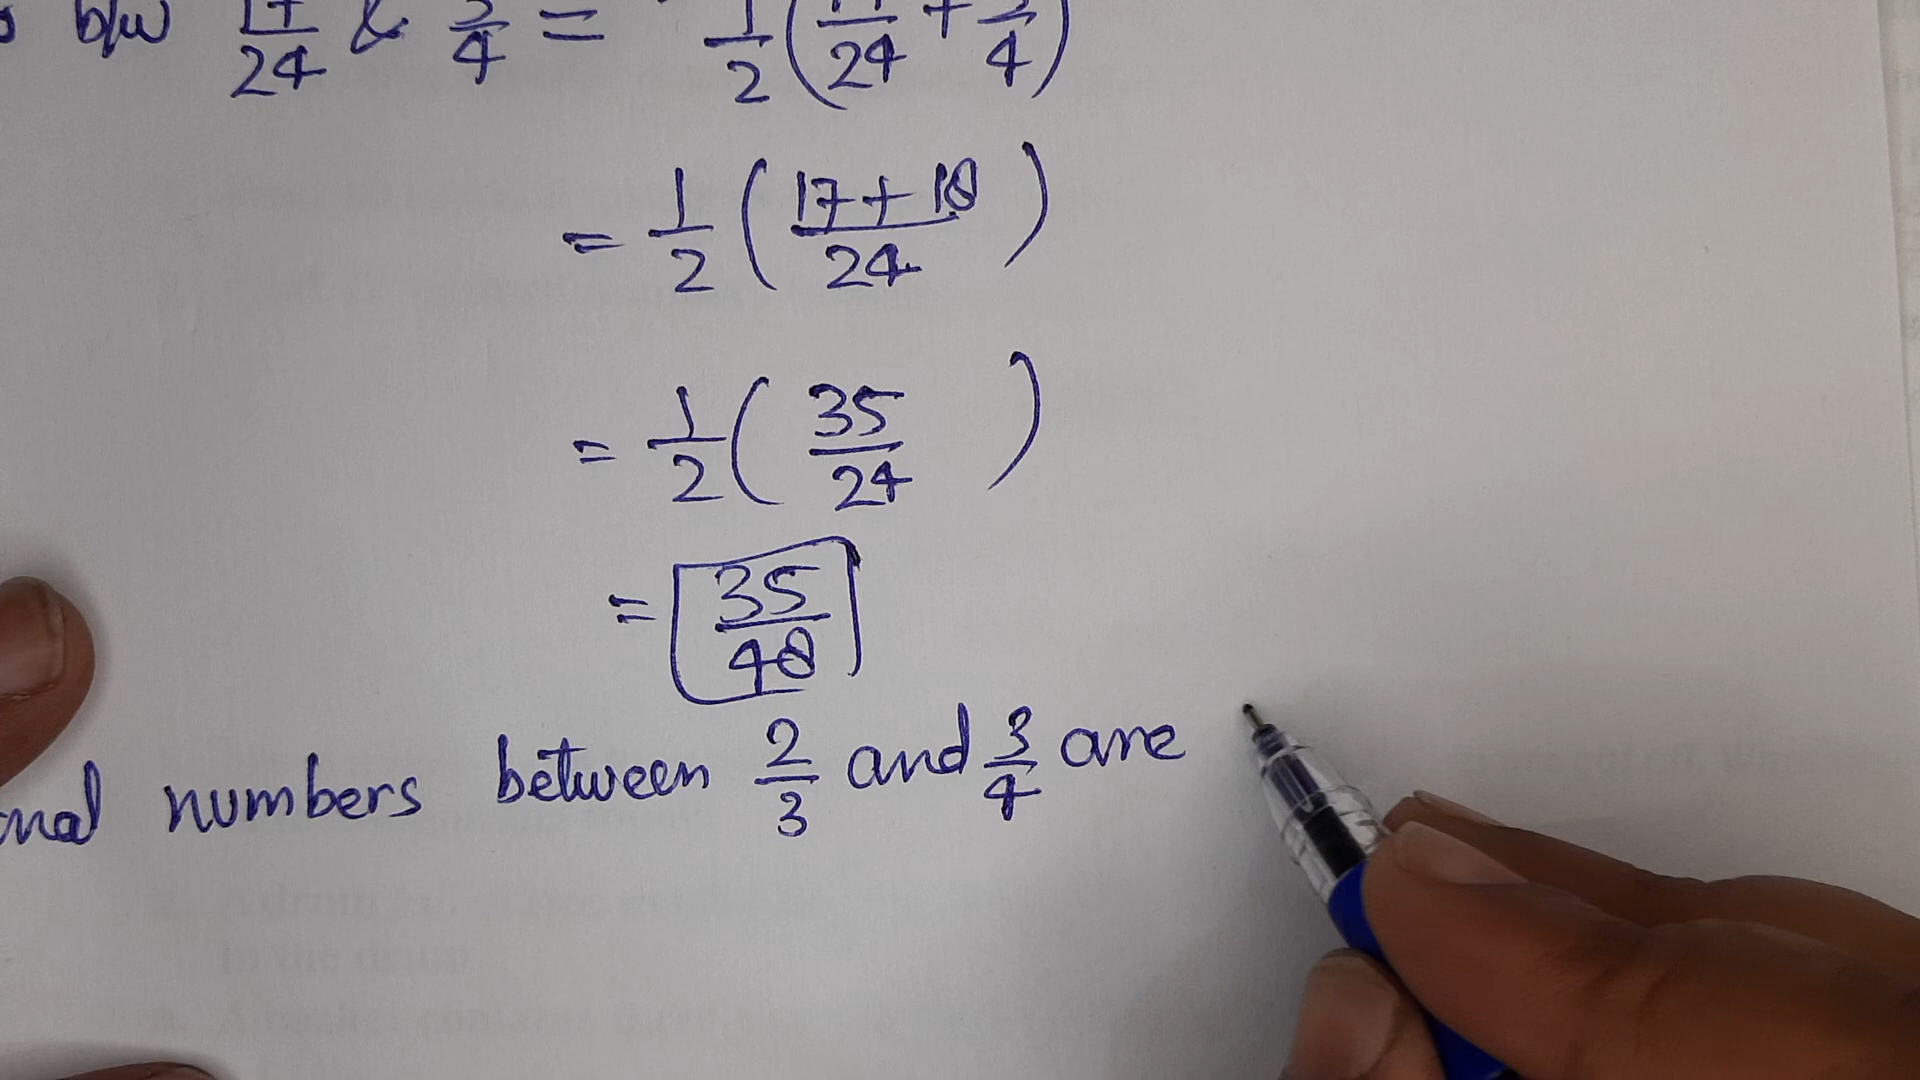 b/w 17/24 & 3/4 = 1/2 (17/24 + 3/4)
= 1/2 (17+18/24)
= 1/2 (35/24)
= 35/48
numbers between 2/3 and 3/4 are